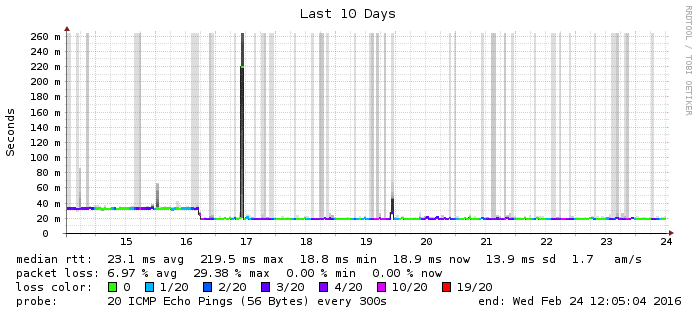 Last 10 Days
RRDTOOL / TOBI OETIKER
Seconds
260 m
240 m
220 m
200 m
180 m
160 m
140 m
120 m
100 m
80 m
60 m
40 m
20 m
0
15 16 17 18 19 20 21 22 23 24
median rtt: 23.1 ms avg 219.5 ms max 18.8 ms min 18.9 ms now 13.9 ms sd 1.7 am/s
packet loss: 6.97 % avg 29.38 % max 0.00 % min 0.00 % now
loss color: 0 1/20 2/20 3/20 4/20 10/20 19/20
probe: 20 ICMP Echo Pings (56 Bytes) every 300s end: Wed Feb 24 12:05:04 2016